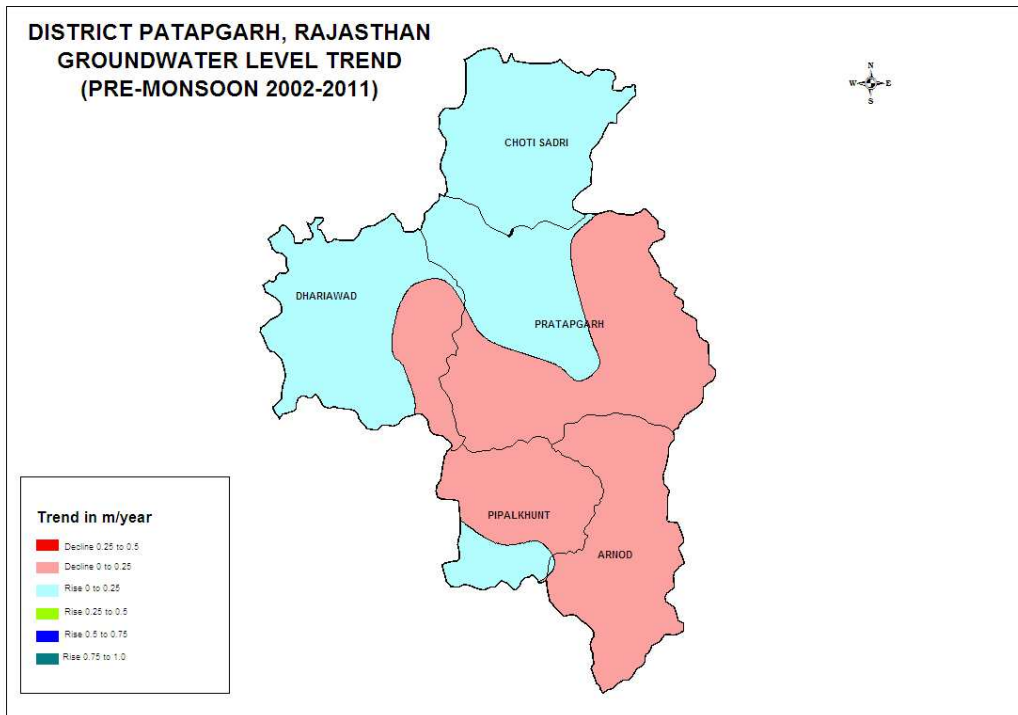 DISTRICT PATAPGARH, RAJASTHAN
GROUNDWATER LEVEL TREND
(PRE-MONSOON 2002-2011)
N
W E
S
CHOTI SADRI
DHARIAWAD
PRATAPGARH
PIPALKHUNT
ARNOD
Trend in m/year
Decline 0.25 to 0.5
Decline 0 to 0.25
Rise 0 to 0.25
Rise 0.25 to 0.5
Rise 0.5 to 0.75
Rise 0.75 to 1.0